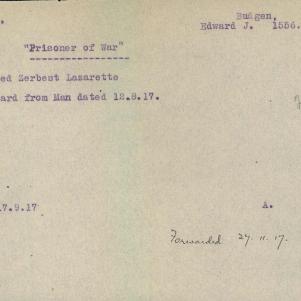 Budgen,
Edward J. 1556.
"Prisoner of War"
ed Zerbest Lazarette
ard from Man dated 12.8.17.
7.9.17
A.
Forwarded 27.11.17.